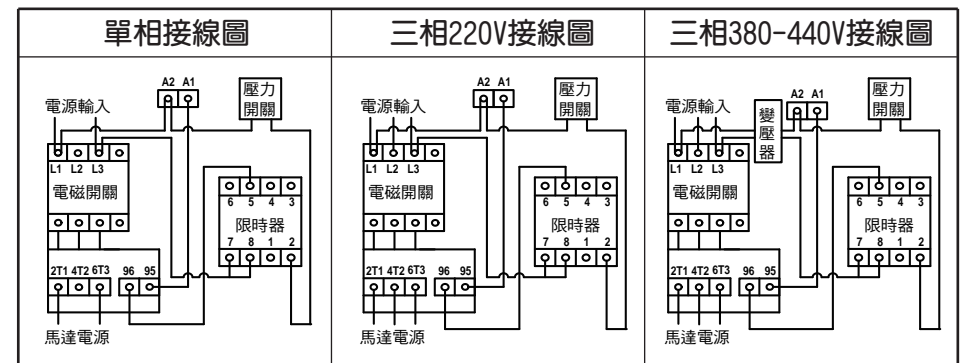 單相接線圖
A2 A1
壓力
開關
電源輸入
L1 L2 L3
電磁開關
6 5 4 3
限時器
7 8 1 2
2T1 4T2 6T3 96 95
馬達電源
三相220V接線圖
A2 A1
壓力
開關
電源輸入
L1 L2 L3
電磁開關
6 5 4 3
限時器
7 8 1 2
2T1 4T2 6T3 96 95
馬達電源
三相380-440V接線圖
A2 A1
壓力
開關
電源輸入
變
壓
器
L1 L2 L3
電磁開關
6 5 4 3
限時器
7 8 1 2
2T1 4T2 6T3 96 95
馬達電源